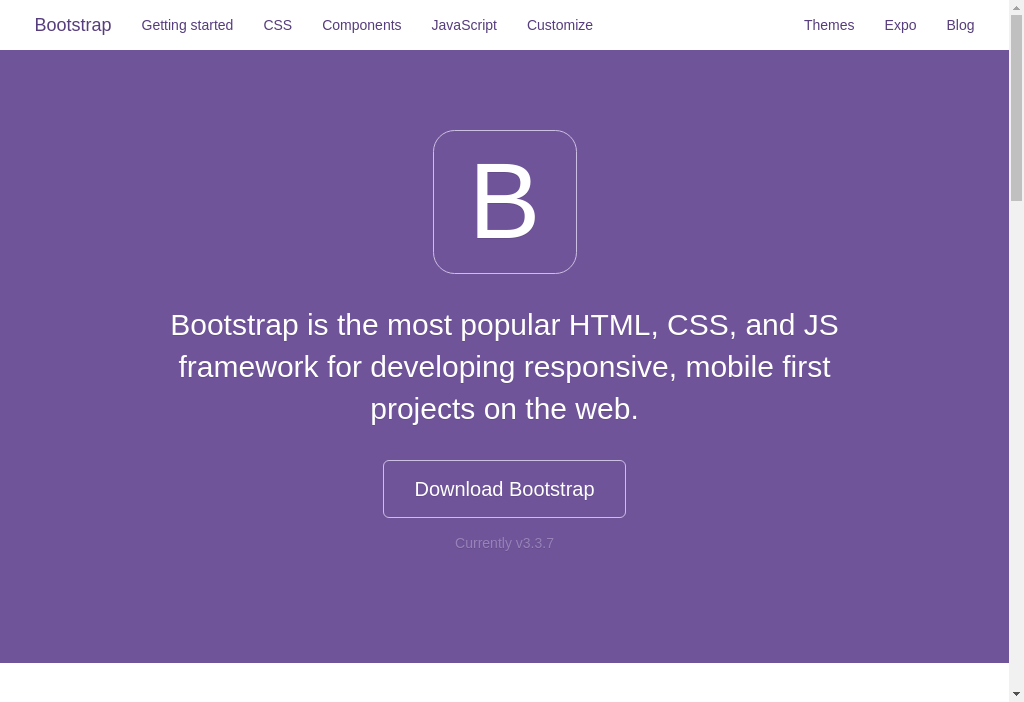 Bootstrap Getting started CSS Components JavaScript Customize Themes Expo Blog
B
Bootstrap is the most popular HTML, CSS, and JS
framework for developing responsive, mobile first
projects on the web.
Download Bootstrap
Currently v3.3.7